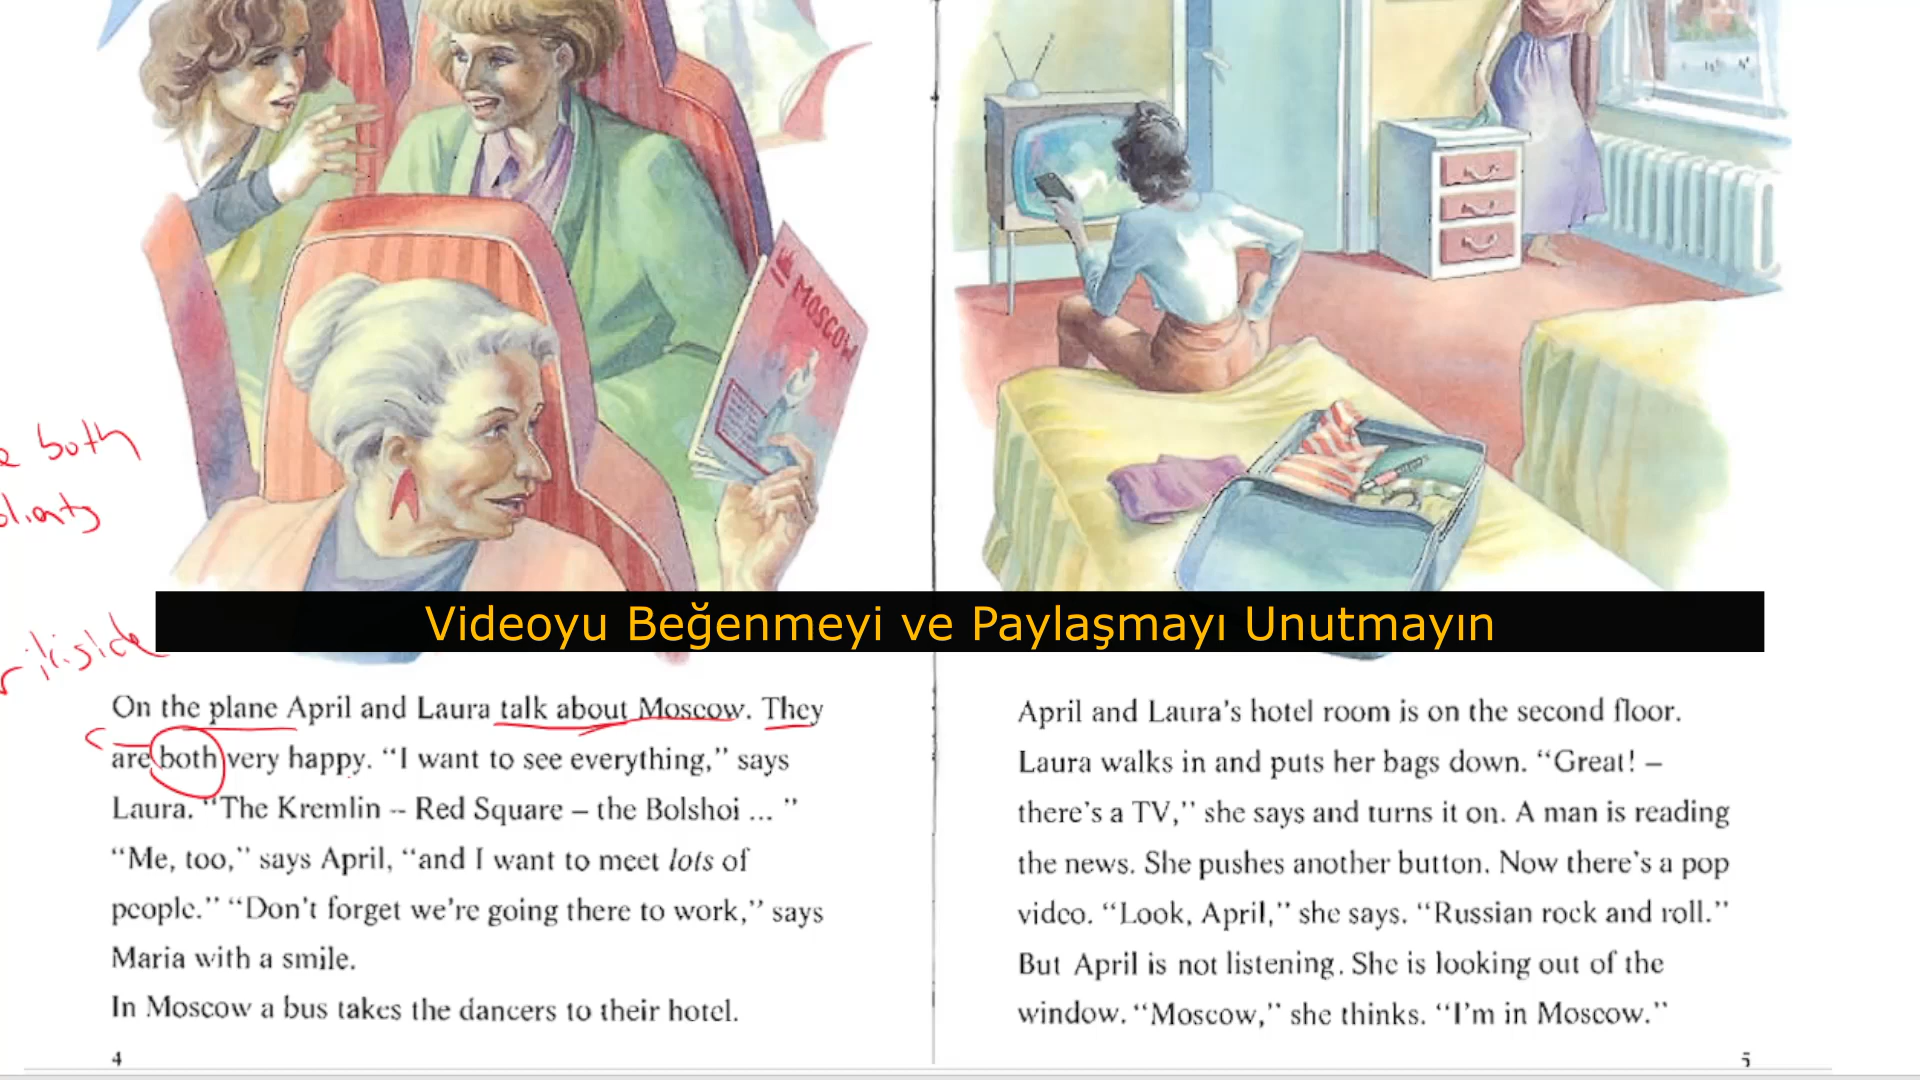 MOSCOW
both
Videoyu Beğenmeyi ve Paylaşmayı Unutmayın
On the plane April and Laura talk about Moscow. They
are both very happy. “I want to see everything,” says
Laura. “The Kremlin -- Red Square – the Bolshoi ... ”
“Me, too,” says April, “and I want to meet lots of
people.” “Don't forget we're going there to work,” says
Maria with a smile.
In Moscow a bus takes the dancers to their hotel.
4
April and Laura's hotel room is on the second floor.
Laura walks in and puts her bags down. “Great! –
there's a TV,” she says and turns it on. A man is reading
the news. She pushes another button. Now there's a pop
video. “Look, April,” she says. “Russian rock and roll.”
But April is not listening. She is looking out of the
window. “Moscow,” she thinks. “I'm in Moscow.”
5